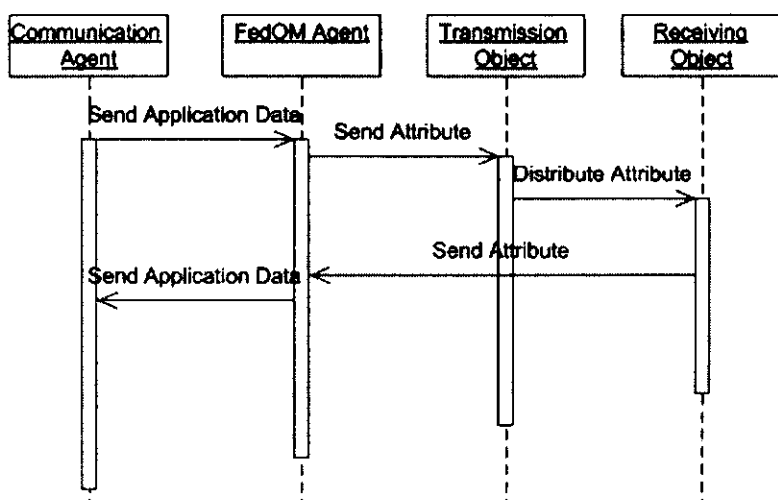 Communication
Agent
FedOM Agent
Transmission
Object
Receiving
Object
Send Application Data
Send Attribute
Distribute Attribute
Send Attribute
Send Application Data